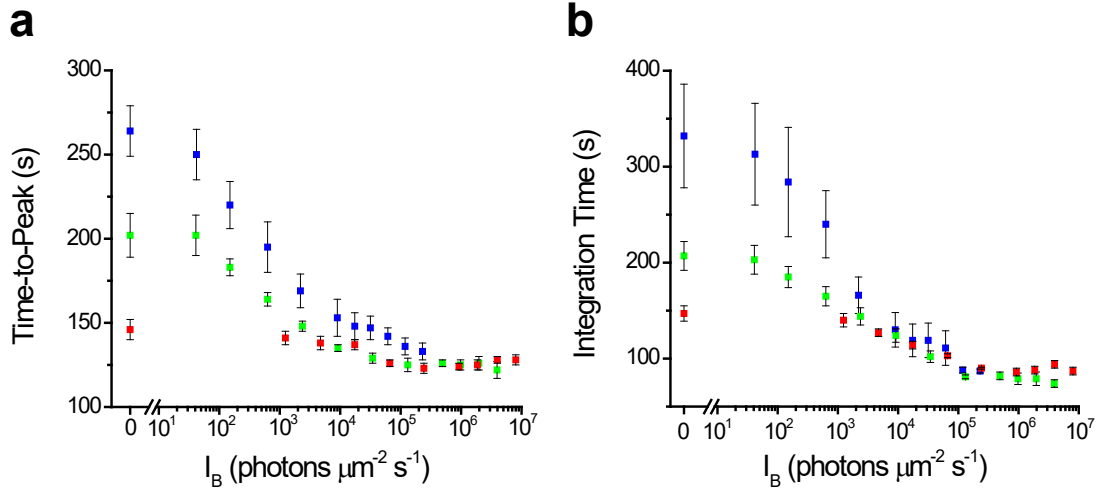 a
b
300
250
200
150
100
Time-to-Peak (s)
0 10¹ 10² 10³ 10⁴ 10⁵ 10⁶ 10⁷
I_B (photons μm⁻² s⁻¹)
400
300
200
100
Integration Time (s)
0 10¹ 10² 10³ 10⁴ 10⁵ 10⁶ 10⁷
I_B (photons μm⁻² s⁻¹)